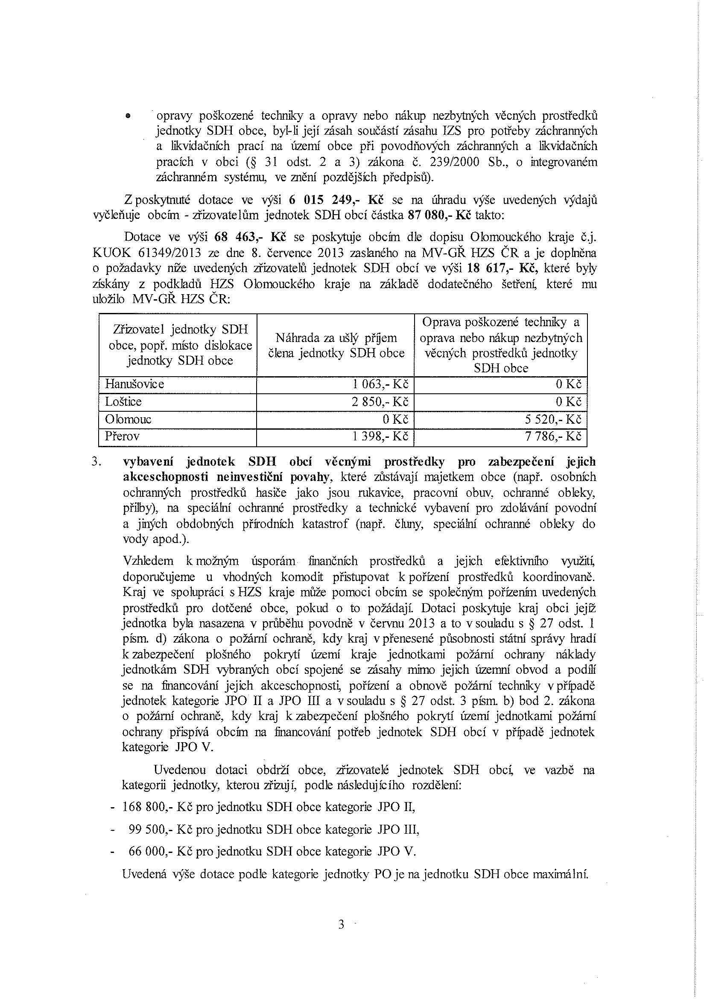 • opravy poškozené techniky a opravy nebo nákup nezbytných věcných prostředků
jednotky SDH obce, byl-li její zásah součástí zásahu IZS pro potřeby záchranných
a likvidačních prací na území obce při povodňových záchranných a likvidačních
pracích v obci (§ 31 odst. 2 a 3) zákona č. 239/2000 Sb., o integrovaném
záchranném systému, ve znění pozdějších předpisů).
Z poskytnuté dotace ve výši 6 015 249,- Kč se na úhradu výše uvedených výdajů
vyčleňuje obcím - zřizovatelům jednotek SDH obcí částka 87 080,- Kč takto:
Dotace ve výši 68 463,- Kč se poskytuje obcím dle dopisu Olomouckého kraje č.j.
KUOK 61349/2013 ze dne 8. července 2013 zaslaného na MV-GŘ HZS ČR a je doplněna
o požadavky níže uvedených zřizovatelů jednotek SDH obcí ve výši 18 617,- Kč, které byly
získány z podkladů HZS Olomouckého kraje na základě dodatečného šetření, které mu
uložilo MV-GŘ HZS ČR:
Zřizovatel jednotky SDH
obce, popř. místo dislokace
jednotky SDH obce
Náhrada za ušlý příjem
člena jednotky SDH obce
Oprava poškozené techniky a
oprava nebo nákup nezbytných
věcných prostředků jednotky
SDH obce
Hanušovice 1 063,- Kč 0 Kč
Loštice 2 850,- Kč 0 Kč
Olomouc 0 Kč 5 520,- Kč
Přerov 1 398,- Kč 7 786,- Kč
3. vybavení jednotek SDH obcí věcnými prostředky pro zabezpečení jejich
akceschopnosti neinvestiční povahy, které zůstávají majetkem obce (např. osobních
ochranných prostředků hasiče jako jsou rukavice, pracovní obuv, ochranné obleky,
přilby), na speciální ochranné prostředky a technické vybavení pro zdolávání povodní
a jiných obdobných přírodních katastrof (např. čluny, speciální ochranné obleky do
vody apod.).
Vzhledem k možným úsporám finančních prostředků a jejich efektivního využití,
doporučujeme u vhodných komodit přistupovat k pořízení prostředků koordinovaně.
Kraj ve spolupráci s HZS kraje může pomoci obcím se společným pořízením uvedených
prostředků pro dotčené obce, pokud o to požádají. Dotaci poskytuje kraj obci jejíž
jednotka byla nasazena v průběhu povodně v červnu 2013 a to v souladu s § 27 odst. 1
písm. d) zákona o požární ochraně, kdy kraj v přenesené působnosti státní správy hradí
k zabezpečení plošného pokrytí území kraje jednotkami požární ochrany náklady
jednotkám SDH vybraných obcí spojené se zásahy mimo jejich územní obvod a podílí
se na financování jejich akceschopnosti, pořízení a obnově požární techniky v případě
jednotek kategorie JPO II a JPO III a v souladu s § 27 odst. 3 písm. b) bod 2. zákona
o požární ochraně, kdy kraj k zabezpečení plošného pokrytí území jednotkami požární
ochrany přispívá obcím na financování potřeb jednotek SDH obcí v případě jednotek
kategorie JPO V.
Uvedenou dotaci obdrží obce, zřizovatelé jednotek SDH obcí, ve vazbě na
kategorii jednotky, kterou zřizují, podle následujícího rozdělení:
- 168 800,- Kč pro jednotku SDH obce kategorie JPO II,
- 99 500,- Kč pro jednotku SDH obce kategorie JPO III,
- 66 000,- Kč pro jednotku SDH obce kategorie JPO V.
Uvedená výše dotace podle kategorie jednotky PO je na jednotku SDH obce maximální.
3